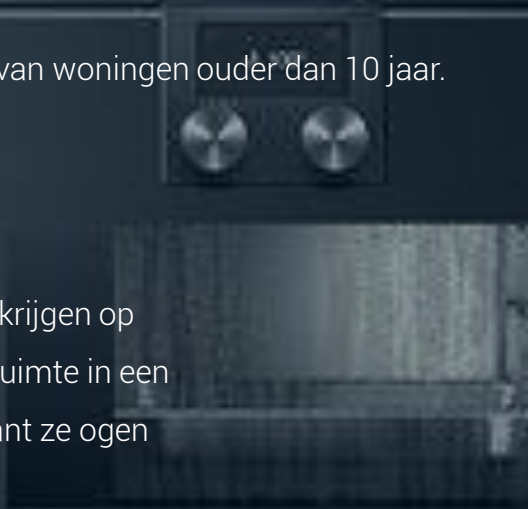 van woningen ouder dan 10 jaar.
krijgen op
uimte in een
nt ze ogen